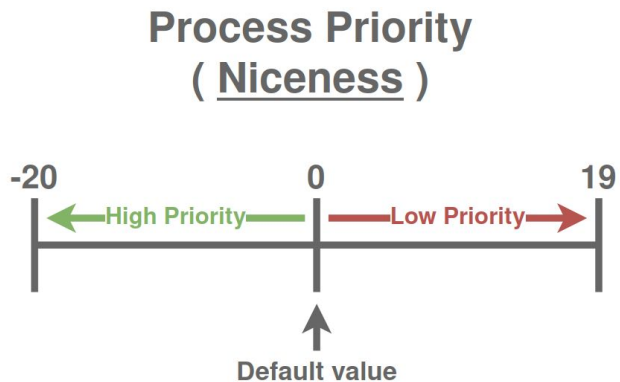 Process Priority
( Niceness )
-20 0 19
High Priority Low Priority
Default value